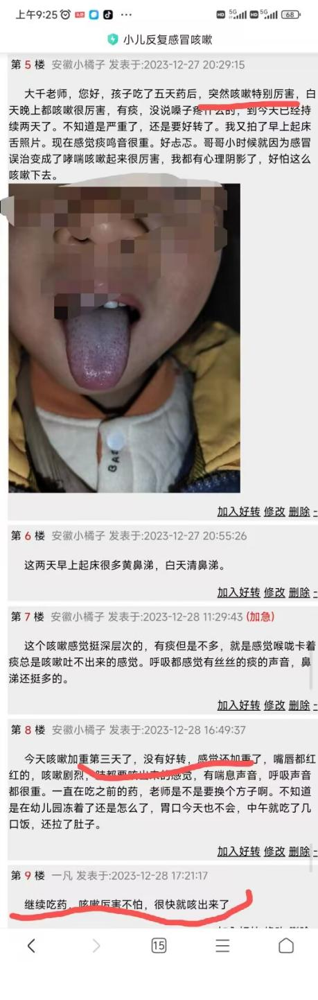 上午9:25 ···
HD 5G HD 5G 68
小儿反复感冒咳嗽
第 5 楼 安徽小橘子 发表于:2023-12-27 20:29:15
大千老师，您好，孩子吃了五天药后，突然咳嗽特别厉害，白
天晚上都咳嗽很厉害，有痰，没说嗓子疼什么的，到今天已经持
续两天了。不知道是严重了，还是要好转了。我又拍了早上起床
舌照片。现在感觉痰鸣音很重。好忐忑。哥哥小时候就因为感冒
误治变成了哮喘咳嗽起来很厉害，我都有心理阴影了，好怕这么
咳嗽下去。
加入好转 修改 删除 -
第 6 楼 安徽小橘子 发表于:2023-12-27 20:55:26
这两天早上起床很多黄鼻涕，白天清鼻涕。
加入好转 修改 删除 -
第 7 楼 安徽小橘子 发表于:2023-12-28 11:29:43 (加急)
这个咳嗽感觉挺深层次的，有痰但是不多，就是感觉喉咙卡着
痰总是咳嗽吐不出来的感觉。呼吸都感觉有丝丝的痰的声音，鼻
涕还挺多的。
加入好转 修改 删除 -
第 8 楼 安徽小橘子 发表于:2023-12-28 16:49:37
今天咳嗽加重第三天了，没有好转，感觉还加重了，嘴唇都红
红的，咳嗽剧烈，都要咳出来的感觉，有喘息声音，呼吸声音
都很重。一直在吃之前的药，老师是不是要换个方子啊。不知道
是在幼儿园冻着了还是怎么了，胃口今天也不会，中午就吃了几
口饭，还拉了肚子。
加入好转 修改 删除 -
第 9 楼 一凡 发表于:2023-12-28 17:21:17
继续吃药，咳嗽厉害不怕，很快就咳出来了
15